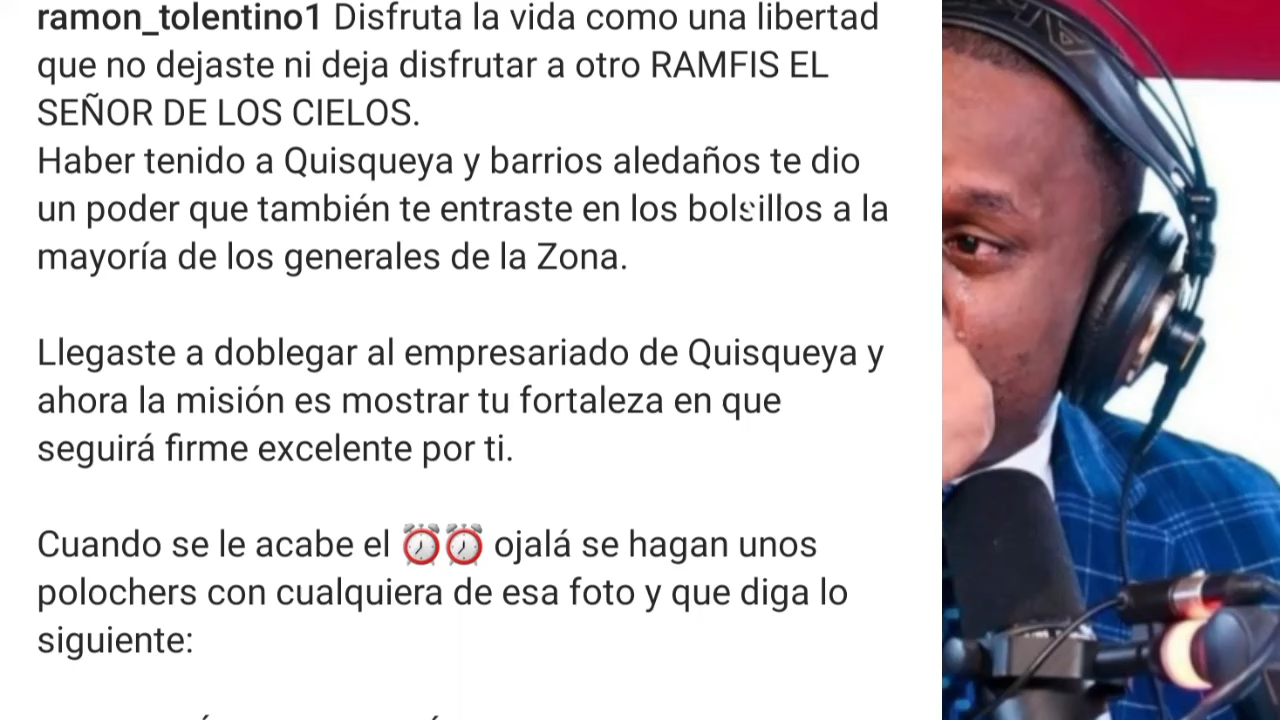 ramon_tolentino1 Disfruta la vida como una libertad
que no dejaste ni deja disfrutar a otro RAMFIS EL
SEÑOR DE LOS CIELOS.
Haber tenido a Quisqueya y barrios aledaños te dio
un poder que también te entraste en los bolsillos a la
mayoría de los generales de la Zona.
Llegaste a doblegar al empresariado de Quisqueya y
ahora la misión es mostrar tu fortaleza en que
seguirá firme excelente por ti.
Cuando se le acabe el ⏰⏰ ojalá se hagan unos
polochers con cualquiera de esa foto y que diga lo
siguiente: